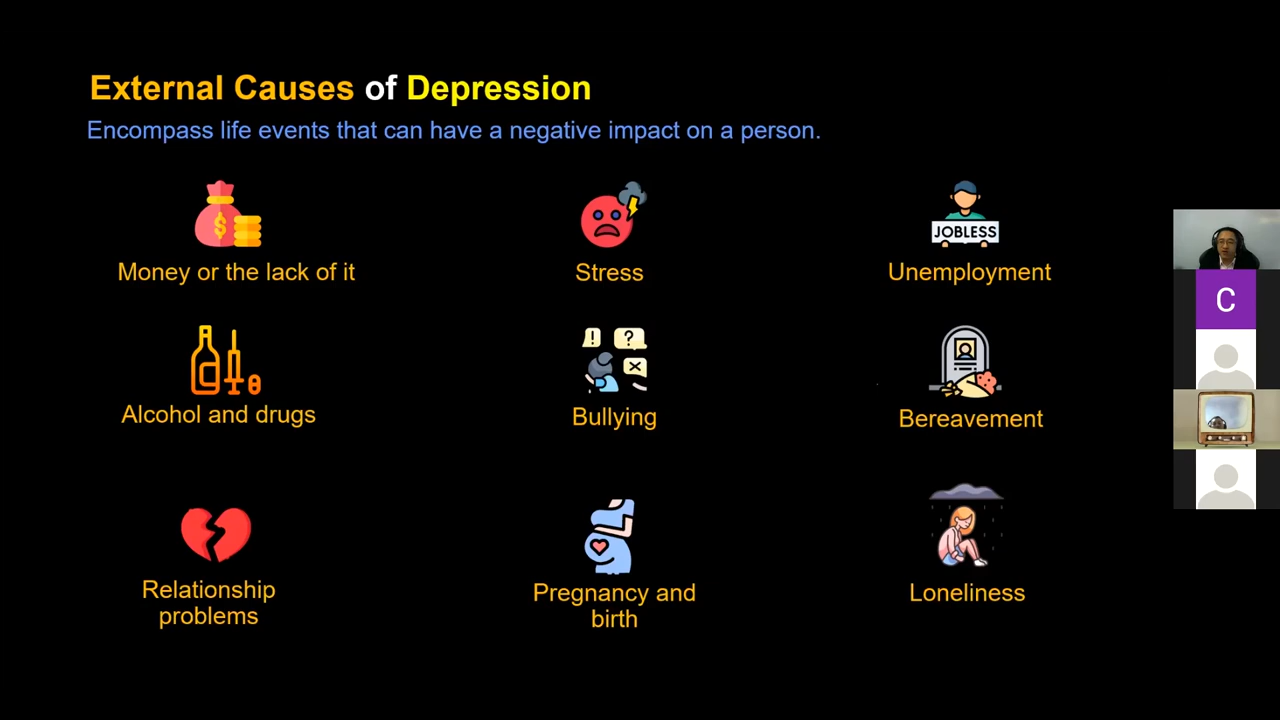 External Causes of Depression
Encompass life events that can have a negative impact on a person.
$
Money or the lack of it
Stress
JOBLESS
Unemployment
Alcohol and drugs
! ?
X
Bullying
Bereavement
Relationship
problems
Pregnancy and
birth
Loneliness
C